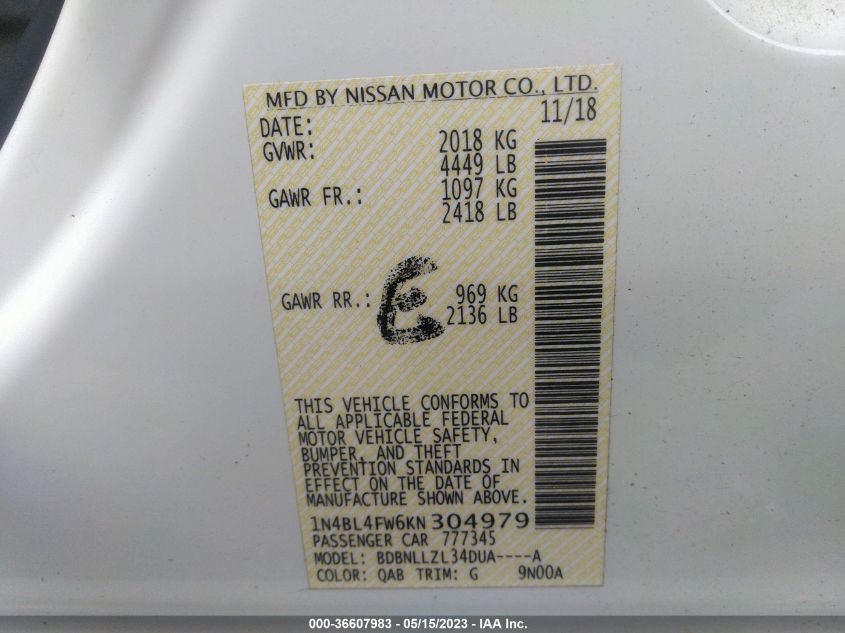 MFD BY NISSAN MOTOR CO., LTD.
DATE: 11/18
GVWR: 2018 KG
4449 LB
GAWR FR.: 1097 KG
2418 LB
E
GAWR RR.: 969 KG
2136 LB
THIS VEHICLE CONFORMS TO
ALL APPLICABLE FEDERAL
MOTOR VEHICLE SAFETY,
BUMPER, AND THEFT
PREVENTION STANDARDS IN
EFFECT ON THE DATE OF
MANUFACTURE SHOWN ABOVE.
1N4BL4FW6KN304979
PASSENGER CAR 777345
MODEL: BDBNLLZL34DUA----A
COLOR: QAB TRIM: G 9N00A
000-36607983 - 05/15/2023 - IAA Inc.